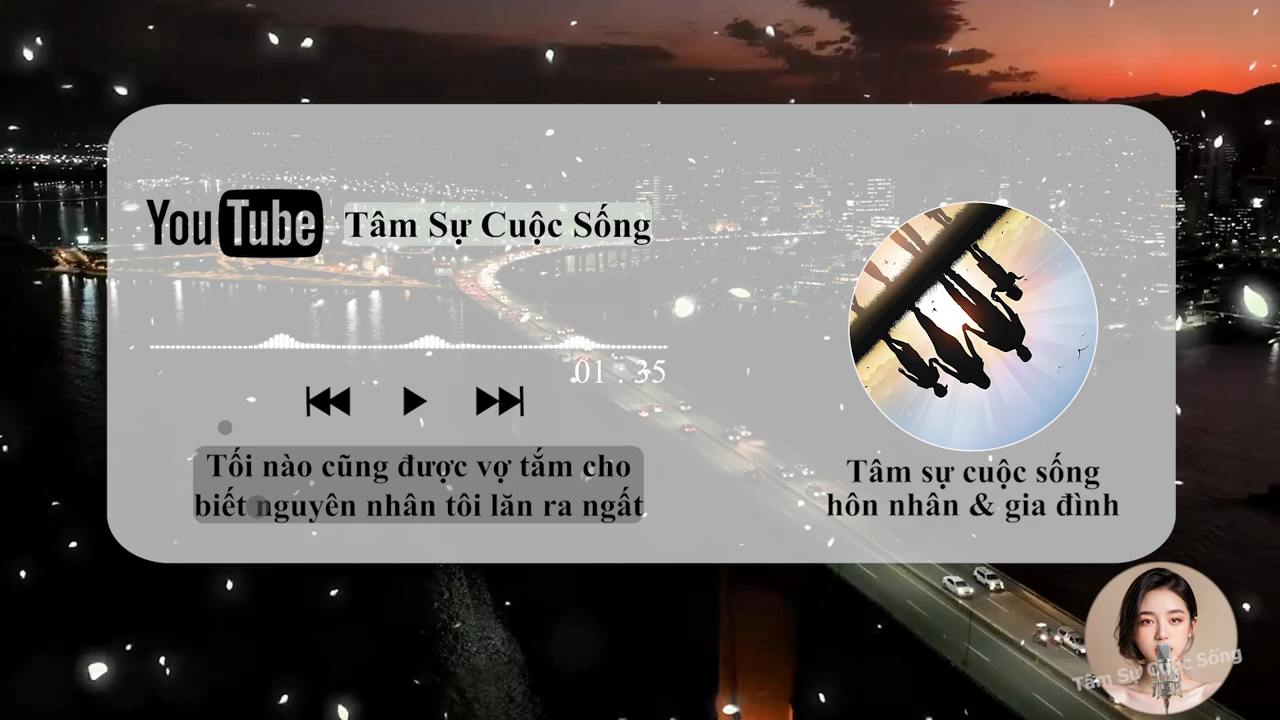 YouTube Tâm Sự Cuộc Sống
01 : 35
Tối nào cũng được vợ tắm cho
biết nguyên nhân tôi lăn ra ngất
Tâm sự cuộc sống
hôn nhân & gia đình
Tâm Sự Cuộc Sống